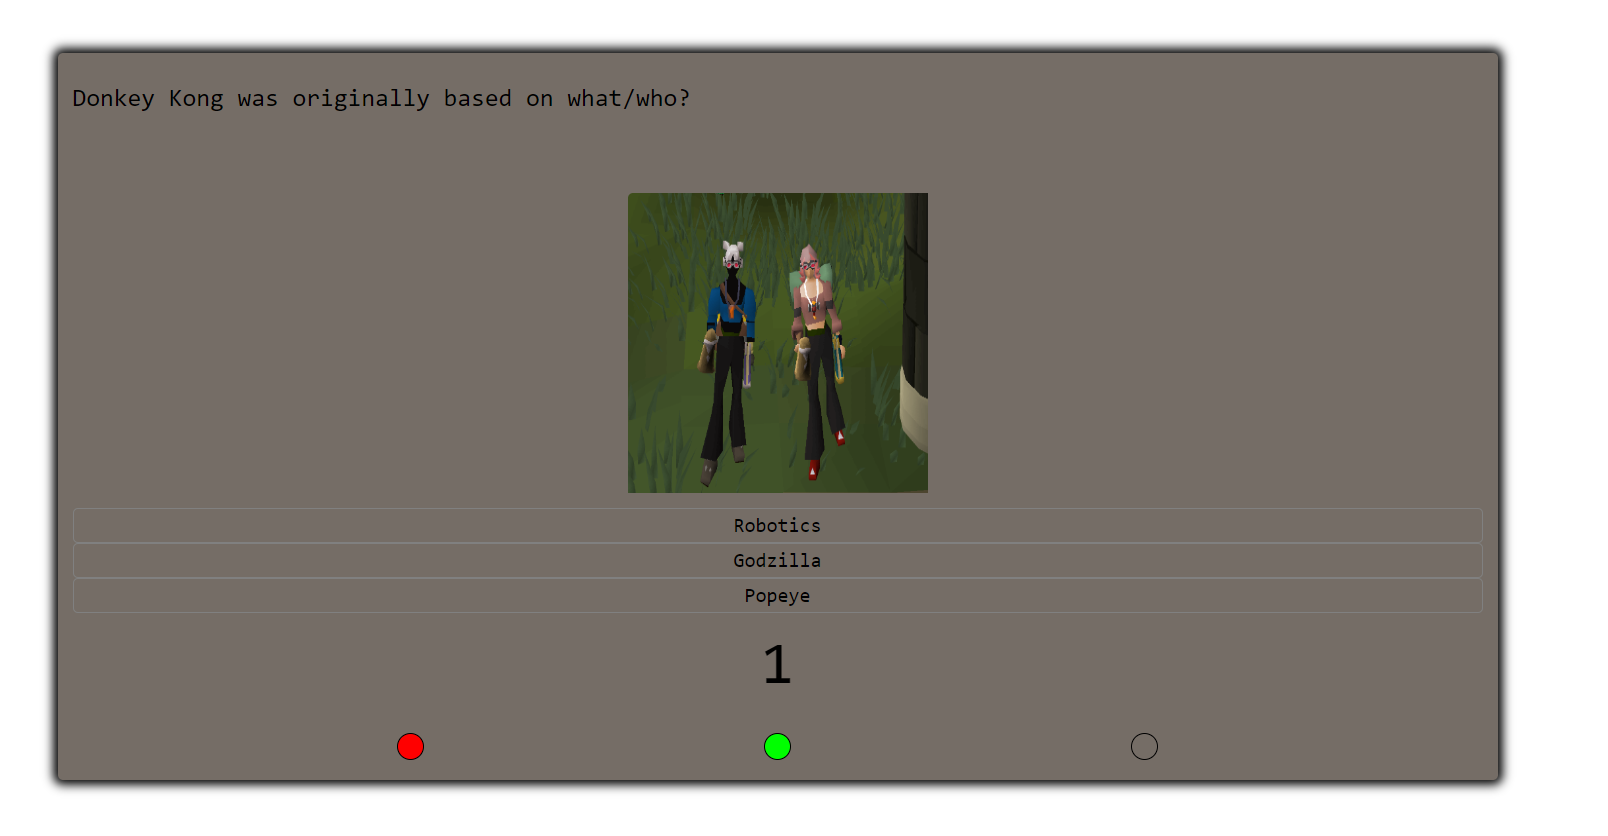 Donkey Kong was originally based on what/who?
Robotics
Godzilla
Popeye
1